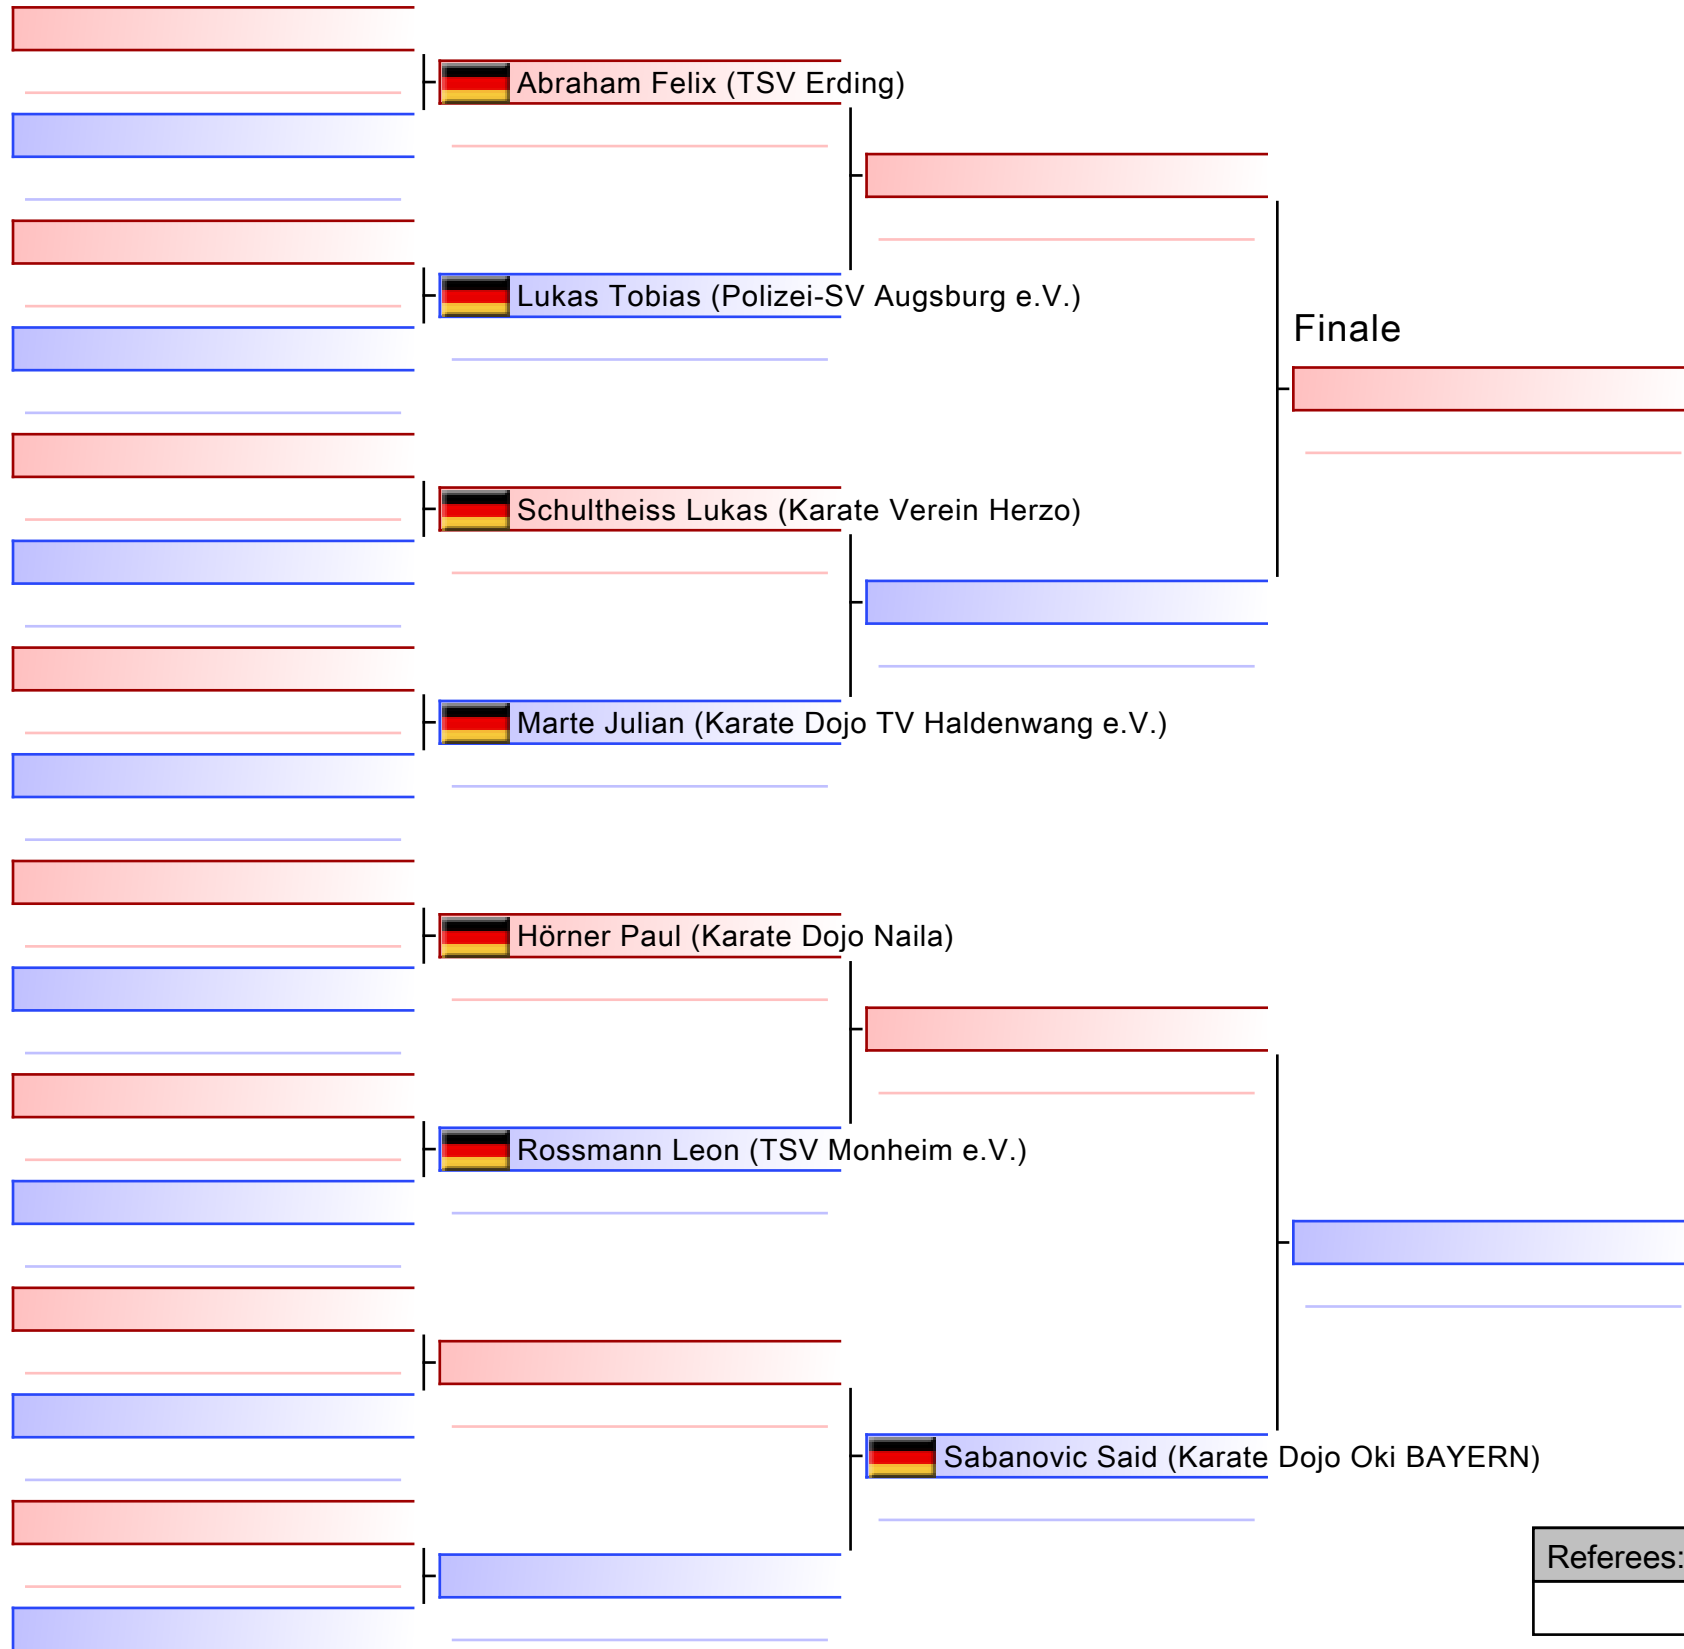 Abraham Felix (TSV Erding)
Lukas Tobias (Polizei-SV Augsburg e.V.)
Finale
Schultheiss Lukas (Karate Verein Herzo)
Marte Julian (Karate Dojo TV Haldenwang e.V.)
Hörner Paul (Karate Dojo Naila)
Rossmann Leon (TSV Monheim e.V.)
Sabanovic Said (Karate Dojo Oki BAYERN)
Referees: